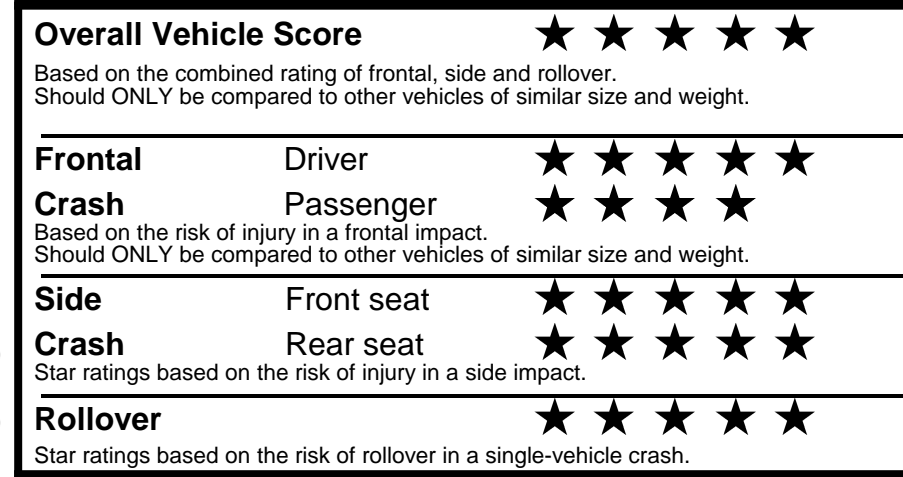 Overall Vehicle Score ★ ★ ★ ★ ★
Based on the combined rating of frontal, side and rollover.
Should ONLY be compared to other vehicles of similar size and weight.
Frontal Driver ★ ★ ★ ★ ★
Crash Passenger ★ ★ ★ ★
Based on the risk of injury in a frontal impact.
Should ONLY be compared to other vehicles of similar size and weight.
Side Front seat ★ ★ ★ ★ ★
Crash Rear seat ★ ★ ★ ★ ★
Star ratings based on the risk of injury in a side impact.
Rollover ★ ★ ★ ★ ★
Star ratings based on the risk of rollover in a single-vehicle crash.